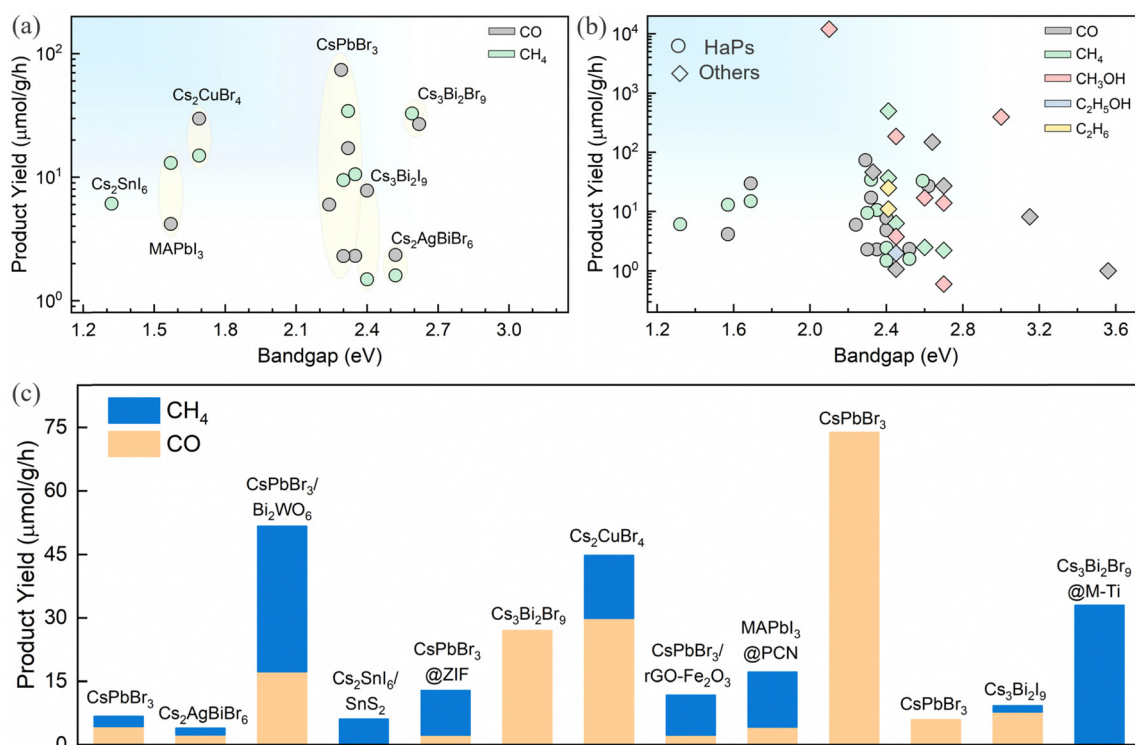 (a)
CO
CH₄
CsPbBr₃
Cs₂CuBr₄
Cs₃Bi₂Br₉
Cs₂SnI₆
Cs₃Bi₂I₉
MAPbI₃
Cs₂AgBiBr₆
Product Yield (μmol/g/h)
10²
10¹
10⁰
1.2 1.5 1.8 2.1 2.4 2.7 3.0
Bandgap (eV)
(b)
HaPs
Others
CO
CH₄
CH₃OH
C₂H₅OH
C₂H₆
Product Yield (μmol/g/h)
10⁴
10³
10²
10¹
10⁰
1.2 1.6 2.0 2.4 2.8 3.2 3.6
Bandgap (eV)
(c)
CH₄
CO
Product Yield (μmol/g/h)
75
60
45
30
15
0
CsPbBr₃
Cs₂AgBiBr₆
CsPbBr₃/
Bi₂WO₆
Cs₂SnI₆/
SnS₂
CsPbBr₃
@ZIF
Cs₃Bi₂Br₉
Cs₂CuBr₄
CsPbBr₃/
rGO-Fe₂O₃
MAPbI₃
@PCN
CsPbBr₃
CsPbBr₃
Cs₃Bi₂I₉
Cs₃Bi₂Br₉
@M-Ti